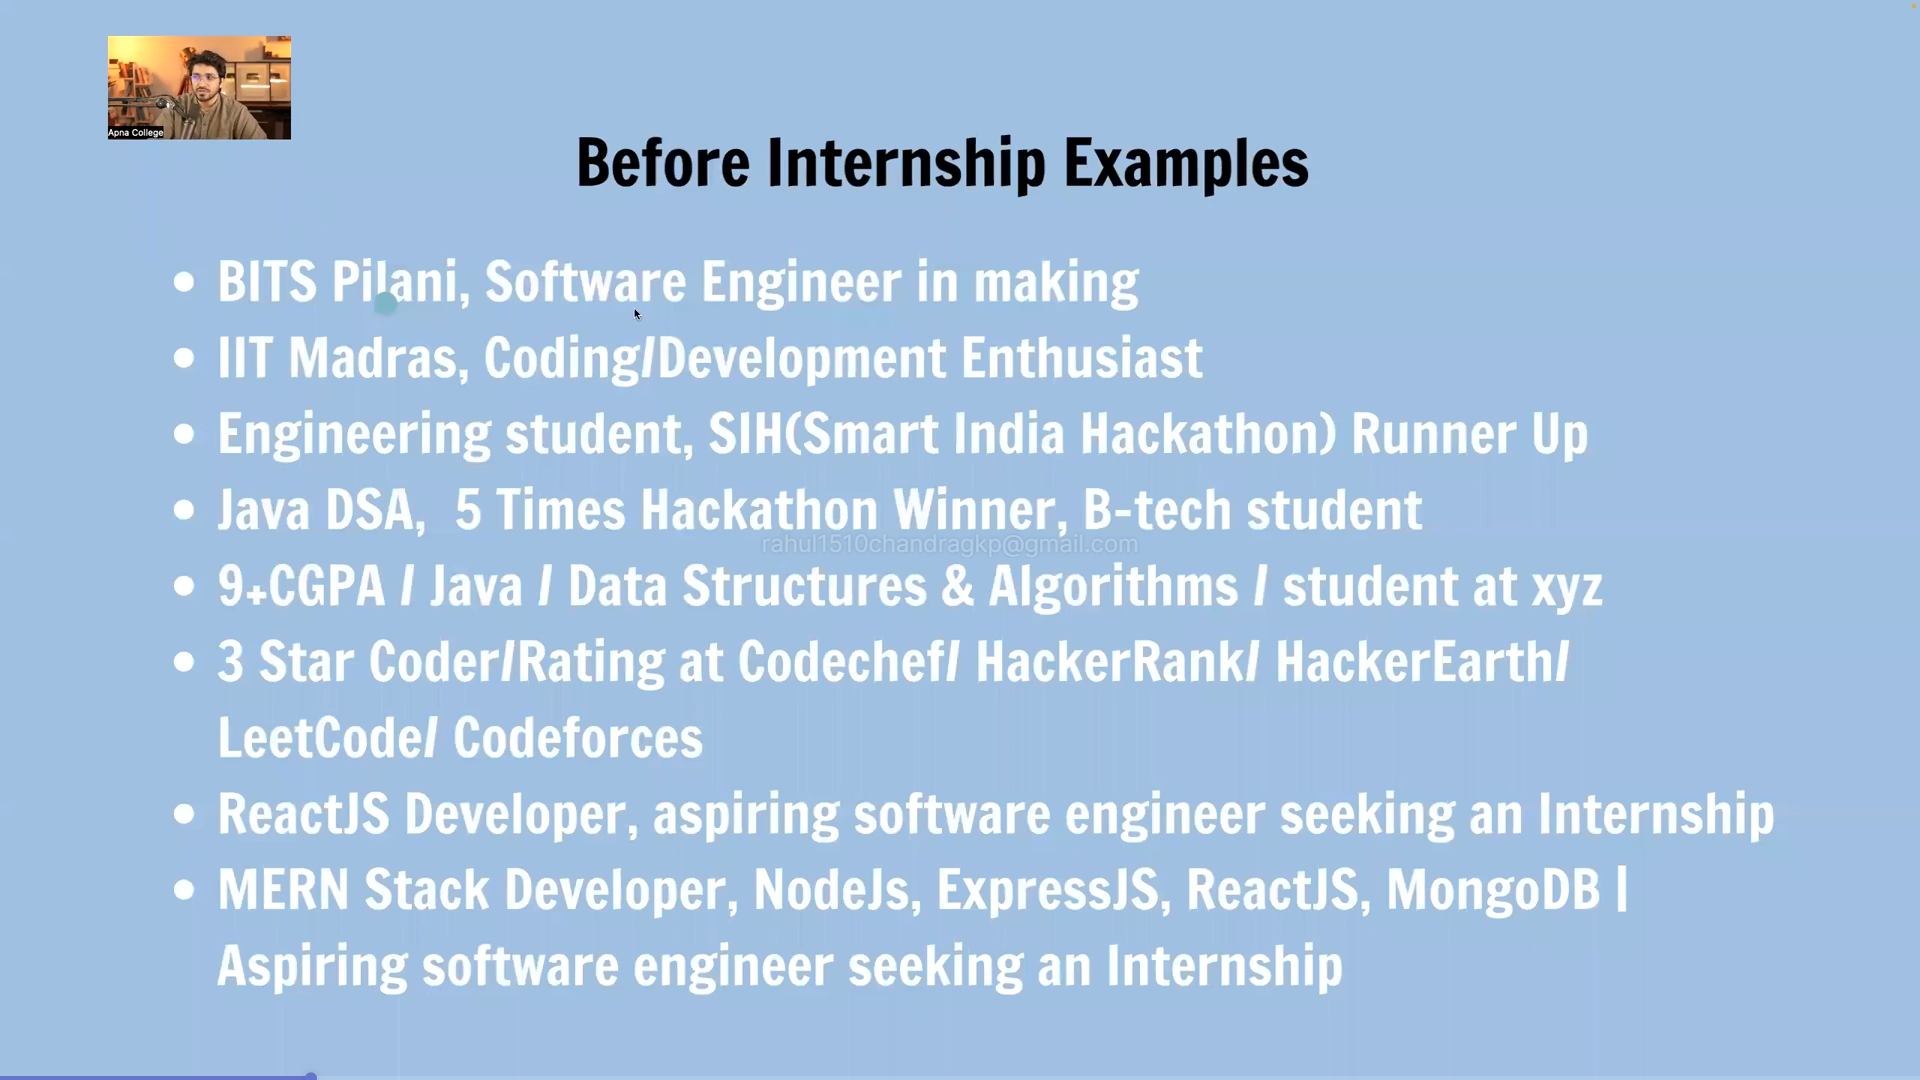 Apna College
Before Internship Examples
• BITS Pilani, Software Engineer in making
• IIT Madras, Coding/Development Enthusiast
• Engineering student, SIH(Smart India Hackathon) Runner Up
• Java DSA,  5 Times Hackathon Winner, B-tech student
rahul1510chandragkp@gmail.com
• 9+CGPA / Java / Data Structures & Algorithms / student at xyz
• 3 Star Coder/Rating at Codechef/ HackerRank/ HackerEarth/
LeetCode/ Codeforces
• ReactJS Developer, aspiring software engineer seeking an Internship
• MERN Stack Developer, NodeJs, ExpressJS, ReactJS, MongoDB |
Aspiring software engineer seeking an Internship